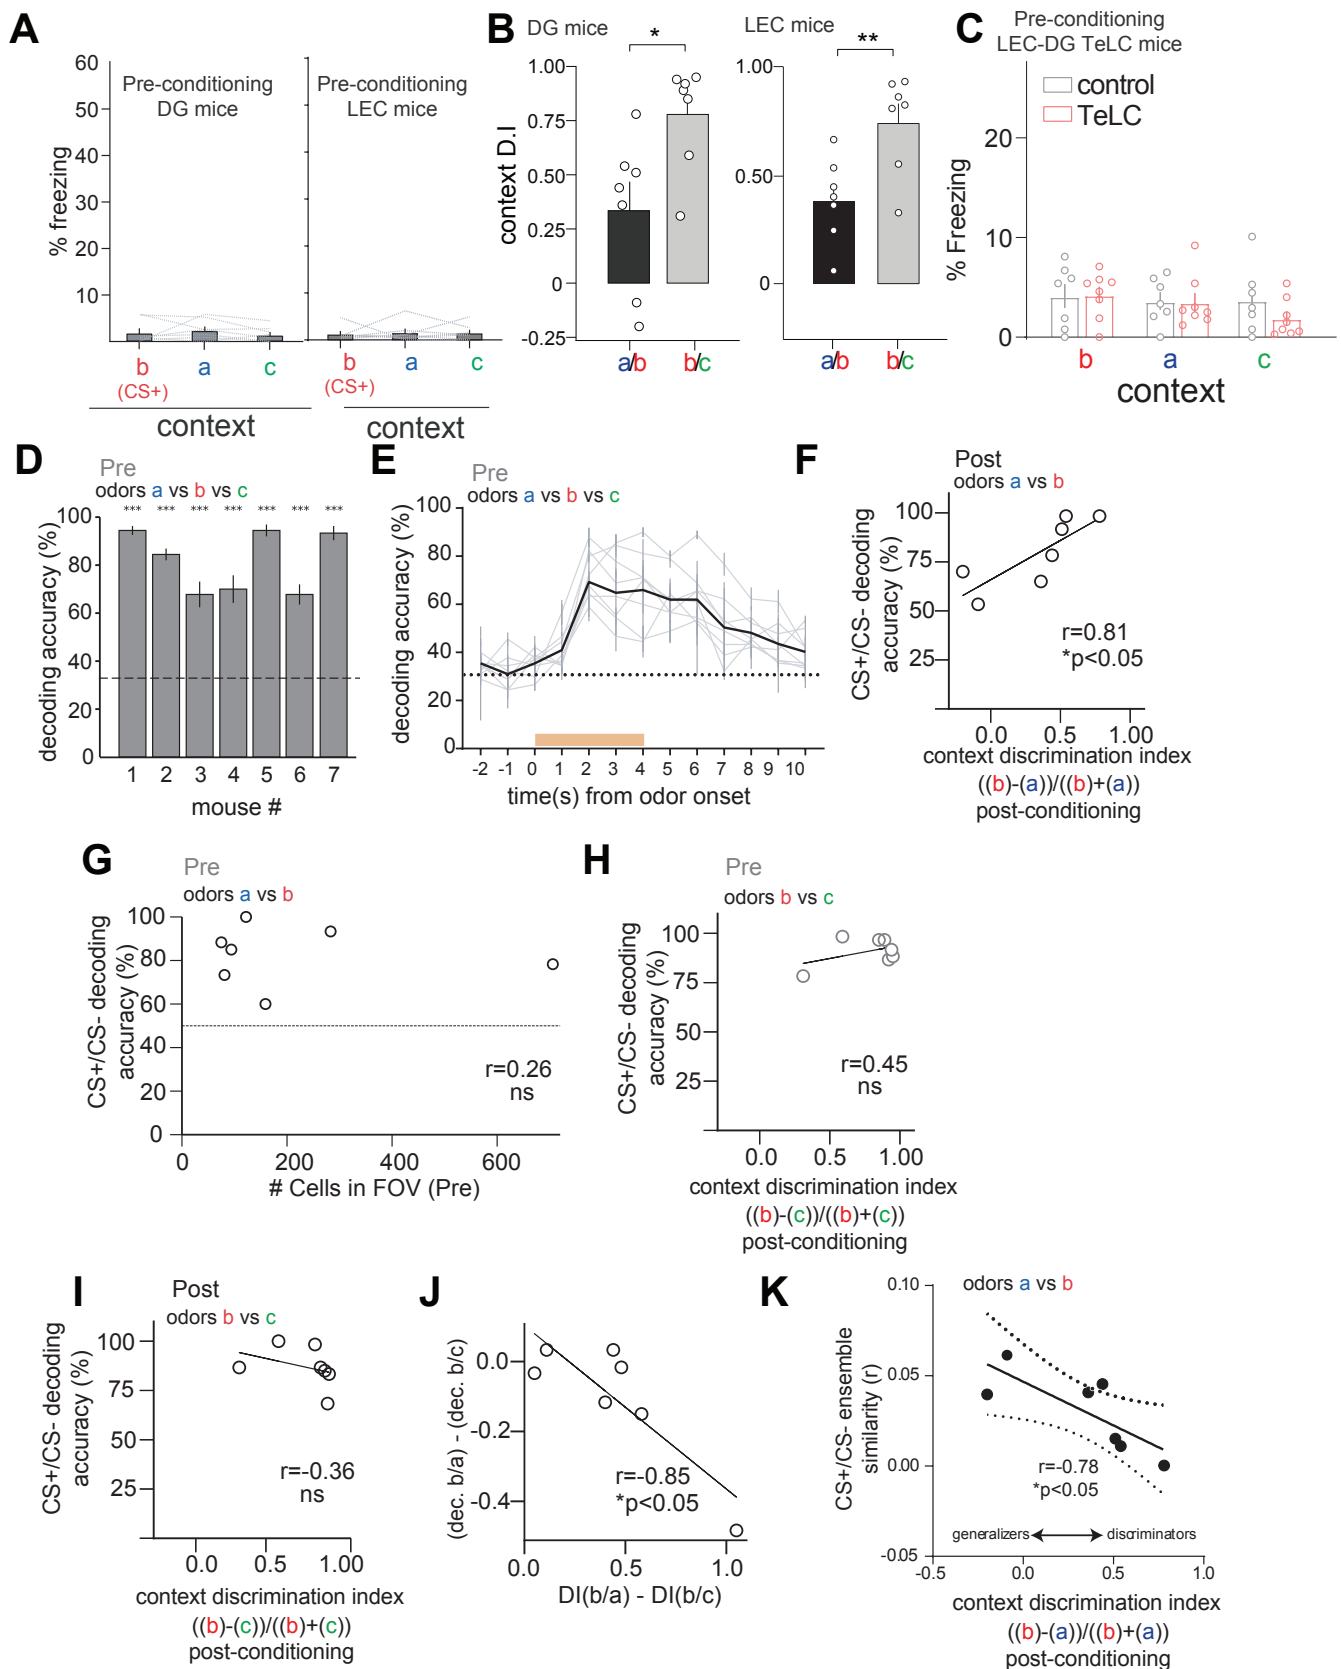 A
Pre-conditioning
DG mice
Pre-conditioning
LEC mice
% freezing
60
50
40
30
20
10
b
a
c
b
a
c
(CS+)
(CS+)
context
context
B
DG mice
LEC mice
*
**
context D.I
1.00
0.75
0.50
0.25
0
-0.25
a/b
b/c
1.00
0.50
0
a/b
b/c
C
Pre-conditioning
LEC-DG TeLC mice
control
TeLC
% Freezing
20
10
0
b
a
c
context
D
Pre
odors a vs b vs c
*** *** *** *** *** *** ***
decoding accuracy (%)
100
80
60
40
20
0
1 2 3 4 5 6 7
mouse #
E
Pre
odors a vs b vs c
decoding accuracy (%)
100
80
60
40
20
0
-2 -1 0 1 2 3 4 5 6 7 8 9 10
time(s) from odor onset
F
Post
odors a vs b
CS+/CS- decoding
accuracy (%)
100
75
50
25
r=0.81
*p<0.05
0.0 0.5 1.00
context discrimination index
((b)-(a))/((b)+(a))
post-conditioning
G
Pre
odors a vs b
CS+/CS- decoding
accuracy (%)
100
80
60
40
20
0
r=0.26
ns
0 200 400 600
# Cells in FOV (Pre)
H
Pre
odors b vs c
CS+/CS- decoding
accuracy (%)
100
75
50
25
r=0.45
ns
0.0 0.5 1.00
context discrimination index
((b)-(c))/((b)+(c))
post-conditioning
I
Post
odors b vs c
CS+/CS- decoding
accuracy (%)
100
75
50
25
r=-0.36
ns
0.0 0.5 1.00
context discrimination index
((b)-(c))/((b)+(c))
post-conditioning
J
(dec. b/a) - (dec. b/c)
0.0
-0.2
-0.4
r=-0.85
*p<0.05
0.0 0.5 1.0
DI(b/a) - DI(b/c)
K
odors a vs b
CS+/CS- ensemble
similarity (r)
0.10
0.05
0.00
-0.05
r=-0.78
*p<0.05
generalizers
discriminators
-0.5 0.0 0.5 1.0
context discrimination index
((b)-(a))/((b)+(a))
post-conditioning